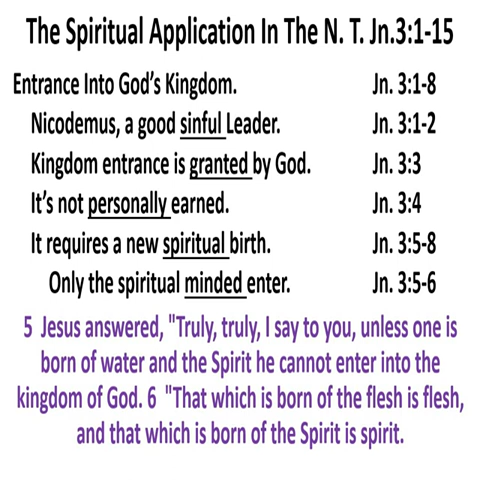 The Spiritual Application In The N. T. Jn.3:1-15
Entrance Into God's Kingdom. Jn. 3:1-8
Nicodemus, a good sinful Leader. Jn. 3:1-2
Kingdom entrance is granted by God. Jn. 3:3
It's not personally earned. Jn. 3:4
It requires a new spiritual birth. Jn. 3:5-8
Only the spiritual minded enter. Jn. 3:5-6
5 Jesus answered, "Truly, truly, I say to you, unless one is
born of water and the Spirit he cannot enter into the
kingdom of God. 6 "That which is born of the flesh is flesh,
and that which is born of the Spirit is spirit.